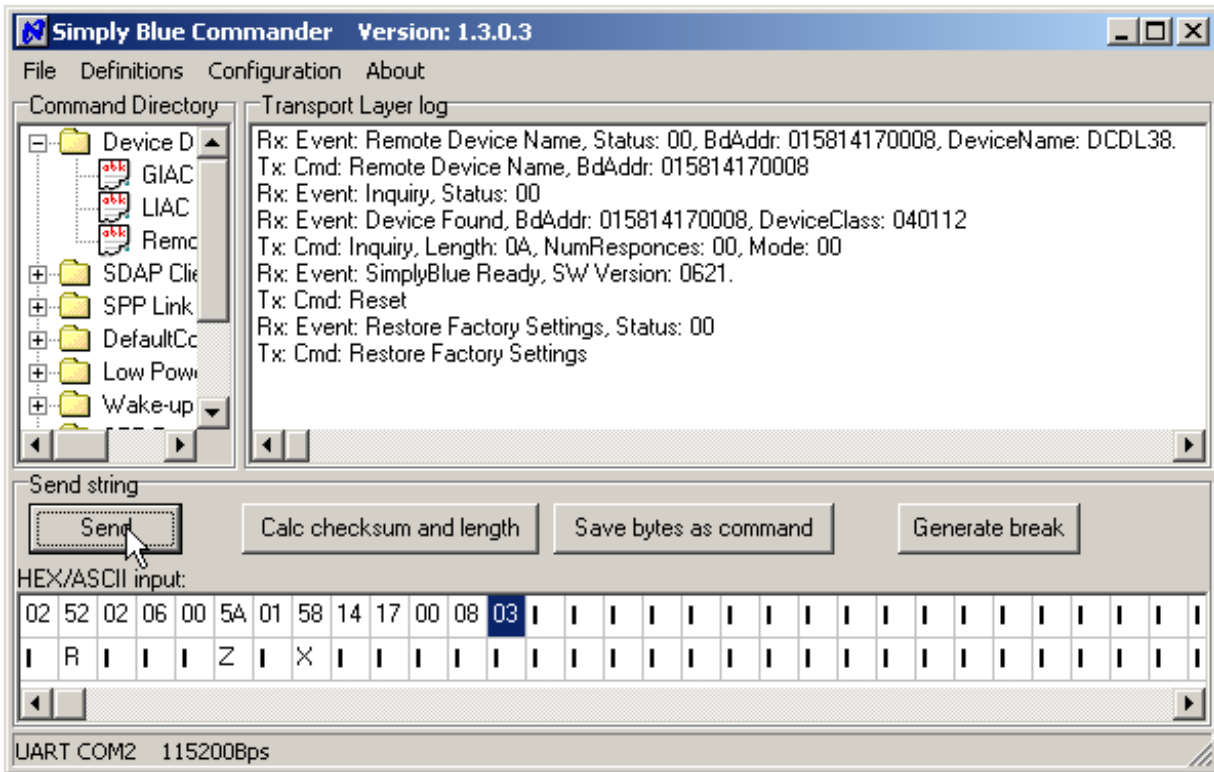 Simply Blue Commander Version: 1.3.0.3
File Definitions Configuration About
Command Directory
Device D
GIAC
LIAC
Remo
SDAP Clie
SPP Link
DefaultCo
Low Powe
Wake-up
Transport Layer log
Rx: Event: Remote Device Name, Status: 00, BdAddr: 015814170008, DeviceName: DCDL38.
Tx: Cmd: Remote Device Name, BdAddr: 015814170008
Rx: Event: Inquiry, Status: 00
Rx: Event: Device Found, BdAddr: 015814170008, DeviceClass: 040112
Tx: Cmd: Inquiry, Length: 0A, NumResponces: 00, Mode: 00
Rx: Event: SimplyBlue Ready, SW Version: 0621.
Tx: Cmd: Reset
Rx: Event: Restore Factory Settings, Status: 00
Tx: Cmd: Restore Factory Settings
Send string
Send Calc checksum and length Save bytes as command Generate break
HEX/ASCII input:
02 52 02 06 00 5A 01 58 14 17 00 08 03
R Z X
UART COM2 115200Bps